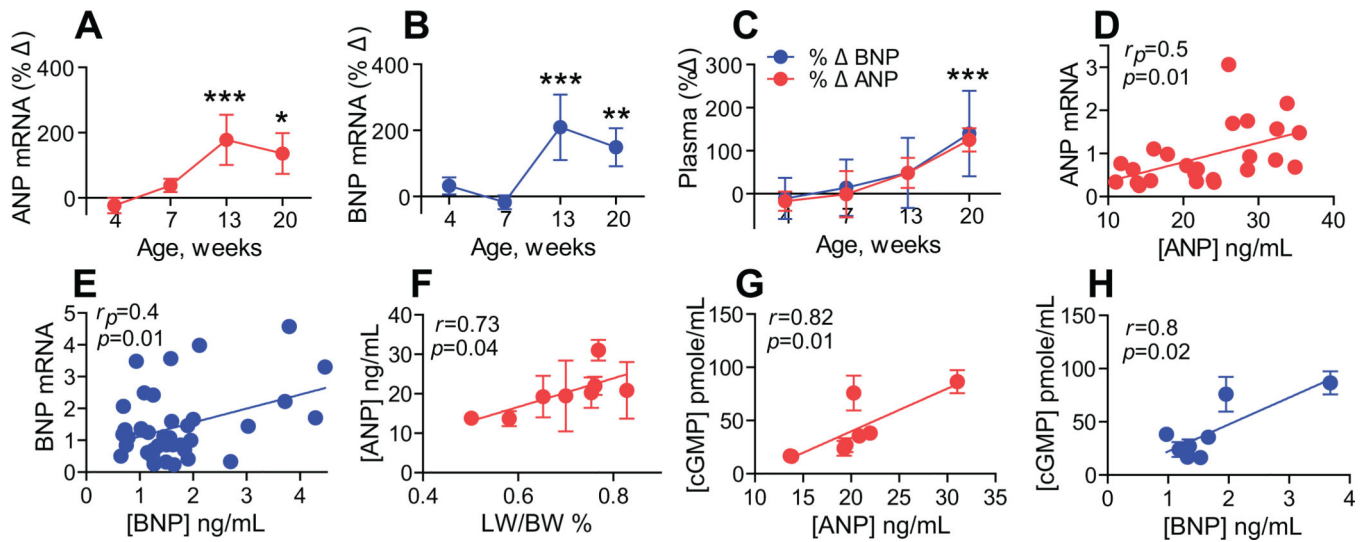 A
ANP mRNA (% Δ)
400
200
0
***
*
4 7 13 20
Age, weeks
B
BNP mRNA (% Δ)
400
200
0
***
**
4 7 13 20
Age, weeks
C
Plasma (%Δ)
300
200
100
0
% Δ BNP
% Δ ANP
***
4 7 13 20
Age, weeks
D
ANP mRNA
4
3
2
1
0
rp=0.5
p=0.01
10 20 30 40
[ANP] ng/mL
E
BNP mRNA
5
4
3
2
1
0
rp=0.4
p=0.01
0 1 2 3 4
[BNP] ng/mL
F
[ANP] ng/mL
40
30
20
10
0
r=0.73
p=0.04
0.4 0.6 0.8
LW/BW %
G
[cGMP] pmole/mL
150
100
50
0
r=0.82
p=0.01
10 15 20 25 30 35
[ANP] ng/mL
H
[cGMP] pmole/mL
150
100
50
0
r=0.8
p=0.02
0 1 2 3 4
[BNP] ng/mL